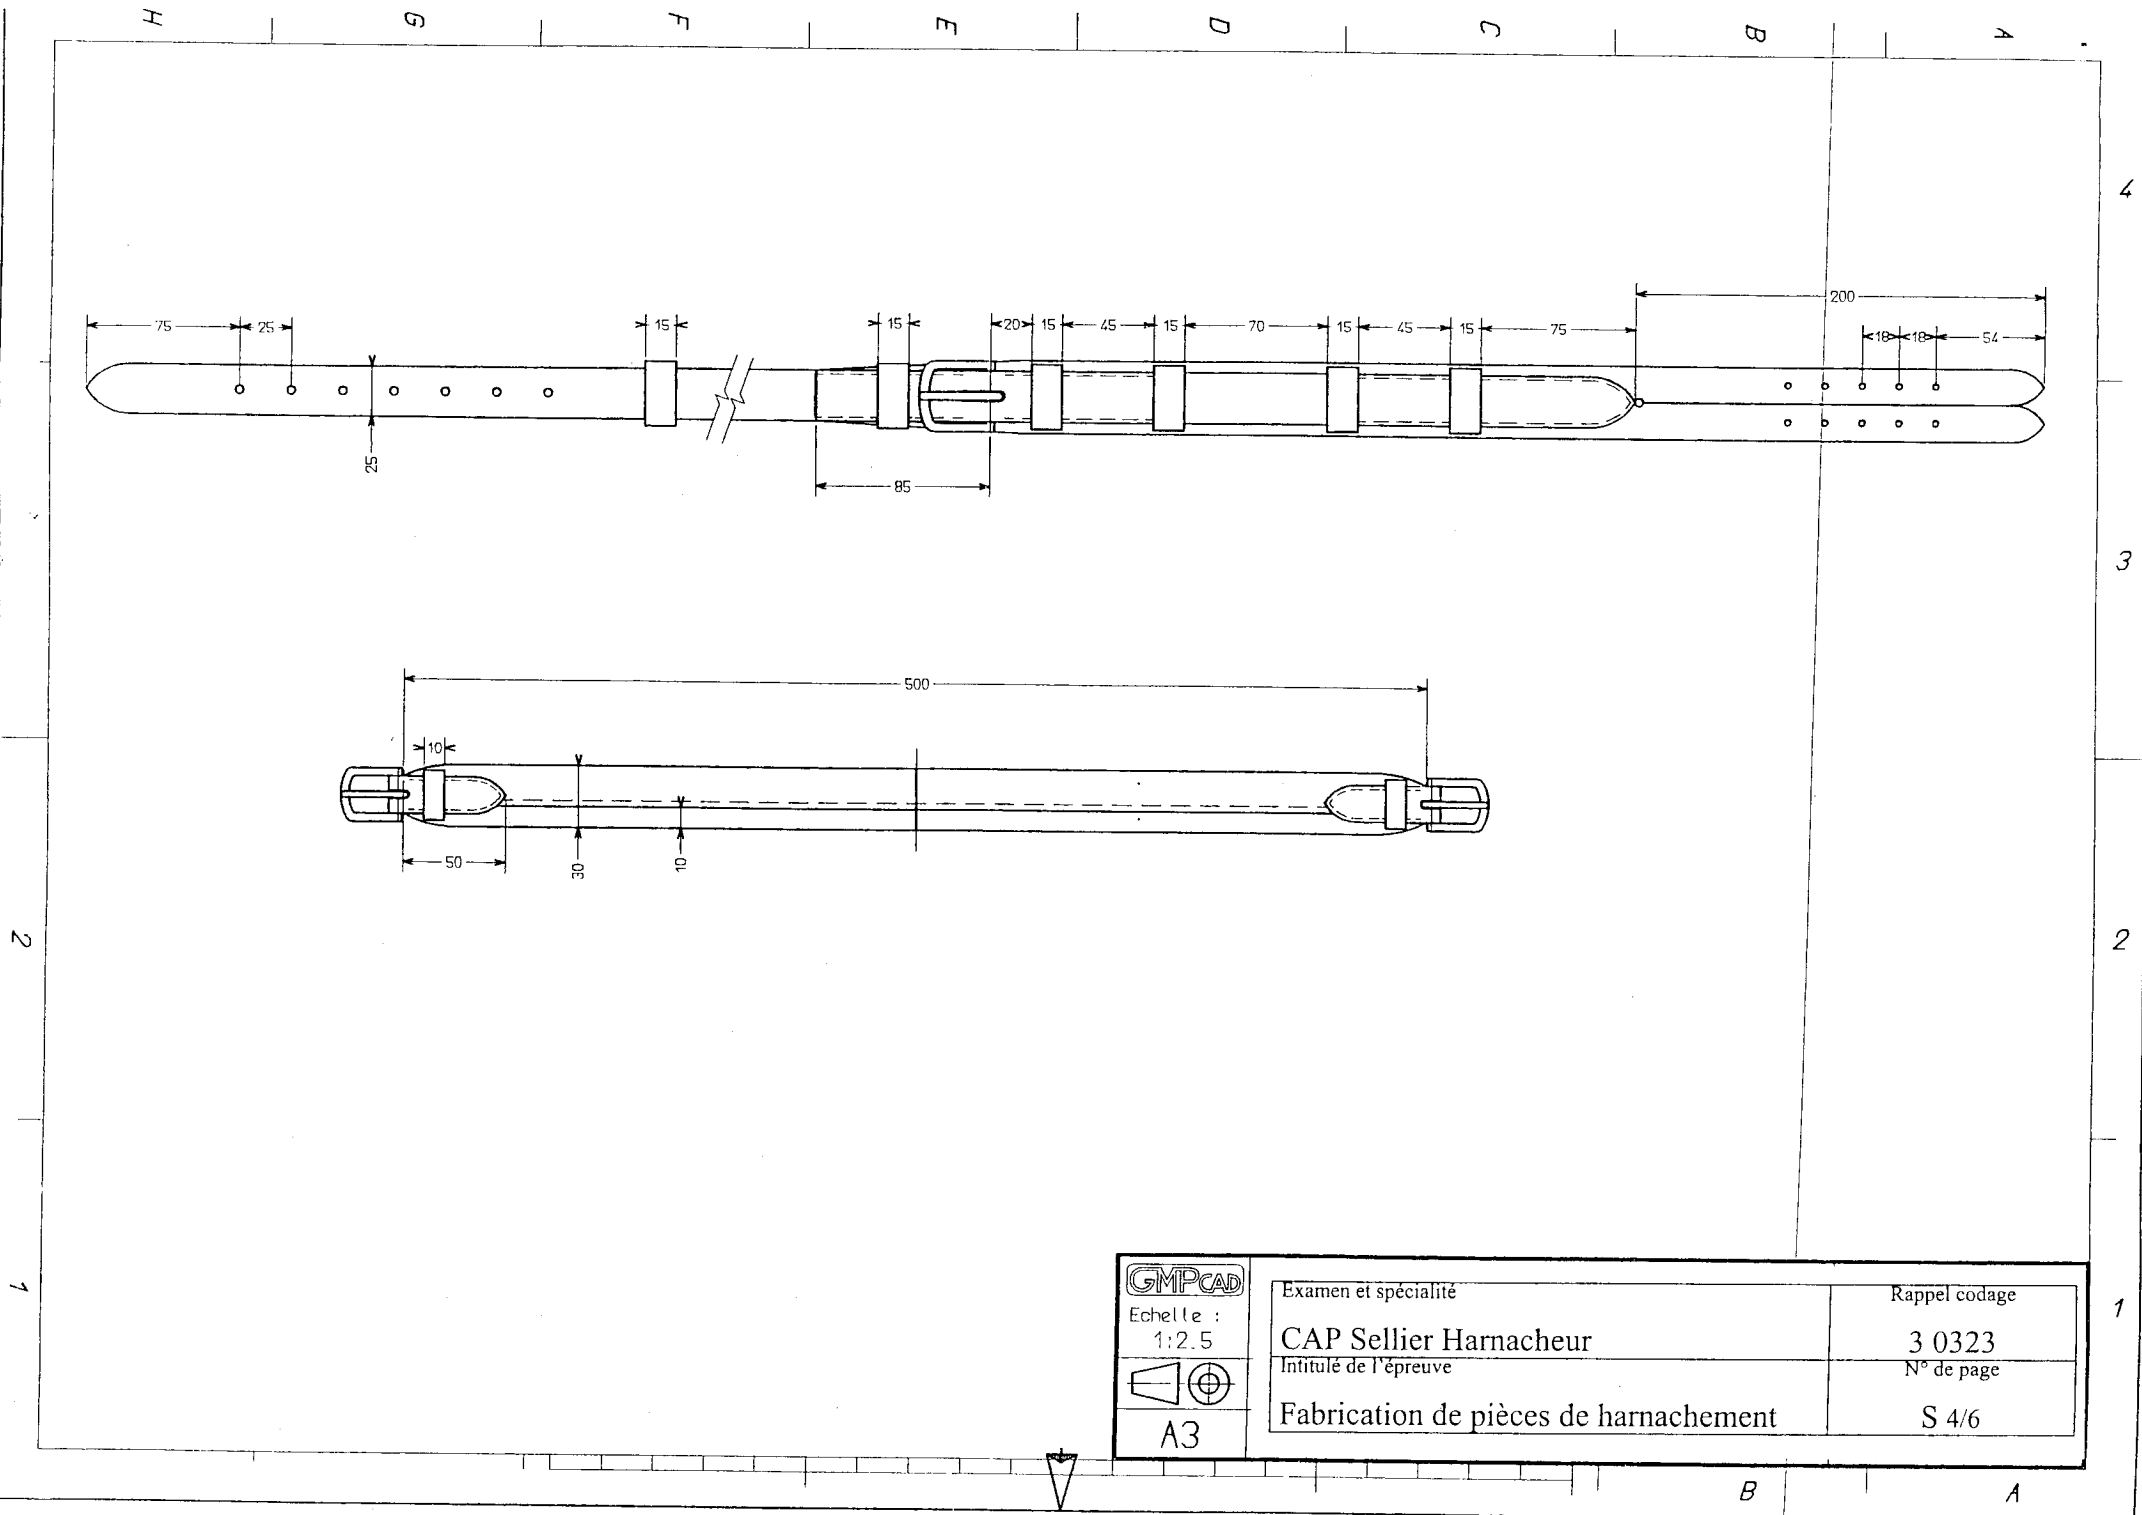 H G F E D C B A
4
200
75 25 15 15 20 15 45 15 70 15 45 15 75
18 18 54
25
85
3
500
10
50 30 10
2 2
GMPCAD
Echelle :
1:2.5
A3
Examen et spécialité
Rappel codage
CAP Sellier Harnacheur
3 0323
Intitulé de l'épreuve
N° de page
Fabrication de pièces de harnachement
S 4/6
1 1
B A